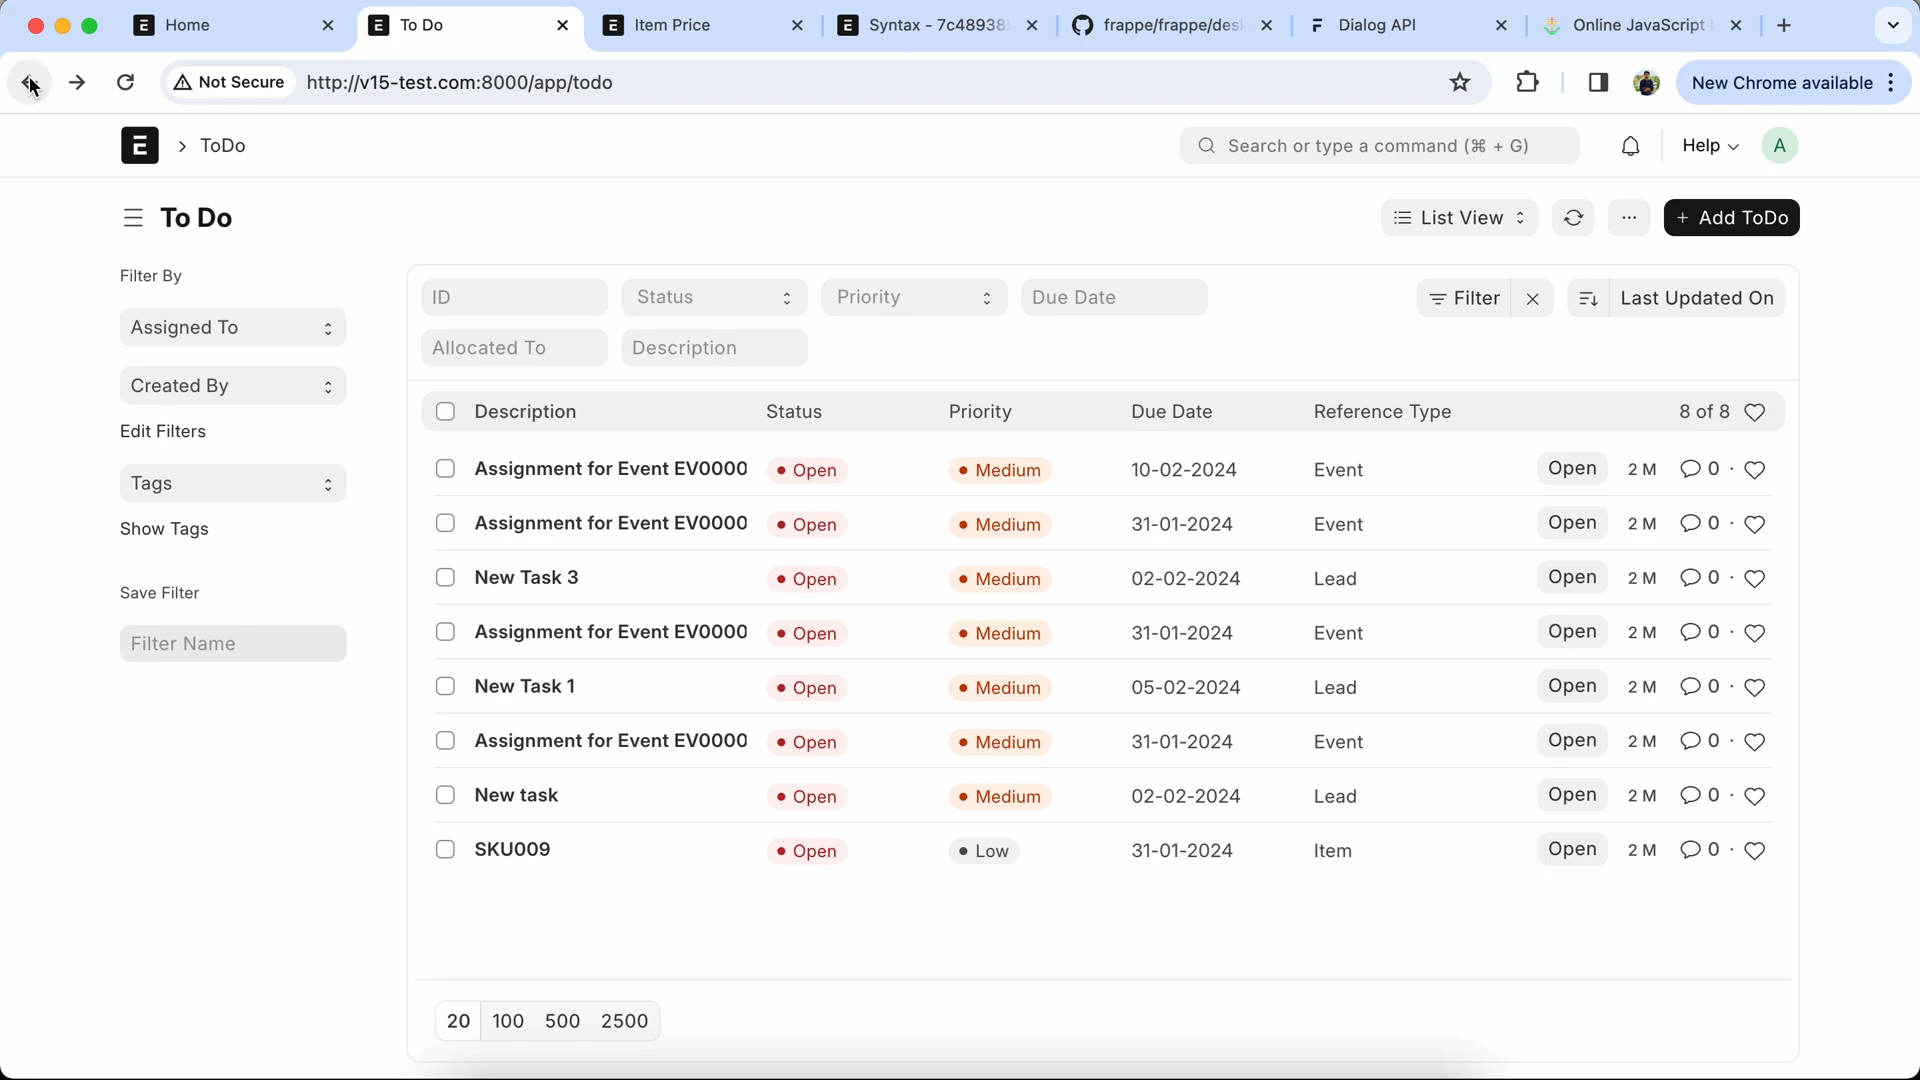 Home
To Do
Item Price
Syntax - 7c48938
frappe/frappe/des
Dialog API
Online JavaScript
Not Secure
http://v15-test.com:8000/app/todo
New Chrome available
E
ToDo
Search or type a command (⌘ + G)
Help
A
To Do
List View
...
+ Add ToDo
Filter By
Assigned To
Created By
Edit Filters
Tags
Show Tags
Save Filter
Filter Name
ID
Status
Priority
Due Date
Filter
Last Updated On
Allocated To
Description
Description Status Priority Due Date Reference Type 8 of 8
Assignment for Event EV0000 Open Medium 10-02-2024 Event Open 2 M 0 ·
Assignment for Event EV0000 Open Medium 31-01-2024 Event Open 2 M 0 ·
New Task 3 Open Medium 02-02-2024 Lead Open 2 M 0 ·
Assignment for Event EV0000 Open Medium 31-01-2024 Event Open 2 M 0 ·
New Task 1 Open Medium 05-02-2024 Lead Open 2 M 0 ·
Assignment for Event EV0000 Open Medium 31-01-2024 Event Open 2 M 0 ·
New task Open Medium 02-02-2024 Lead Open 2 M 0 ·
SKU009 Open Low 31-01-2024 Item Open 2 M 0 ·
20 100 500 2500